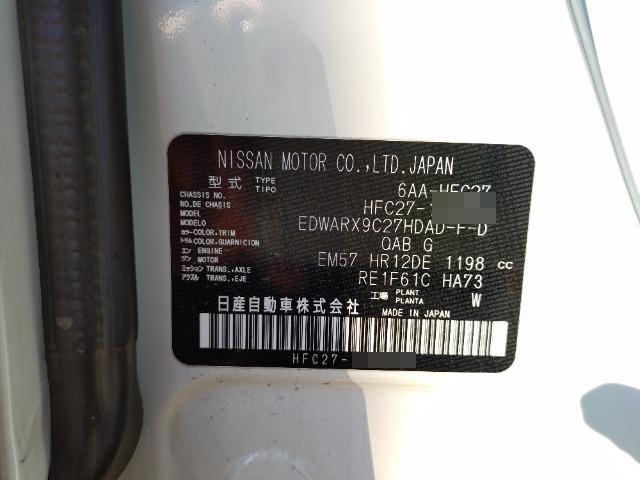 NISSAN MOTOR CO.,LTD.JAPAN
型式 TYPE TIPO 6AA-HFC27
CHASSIS NO. NO.DE CHASIS HFC27-
MODEL MODELO EDWARX9C27HDAD-F-D
カラー COLOR,TRIM トリム COLOR,GUARNICION QAB G
エンジン ENGINE MOTOR EM57 HR12DE 1198 cc
ミッション TRANS.,AXLE アクスル TRANS.,EJE RE1F61C HA73
日産自動車株式会社 工場 PLANT PLANTA W
MADE IN JAPAN
HFC27-